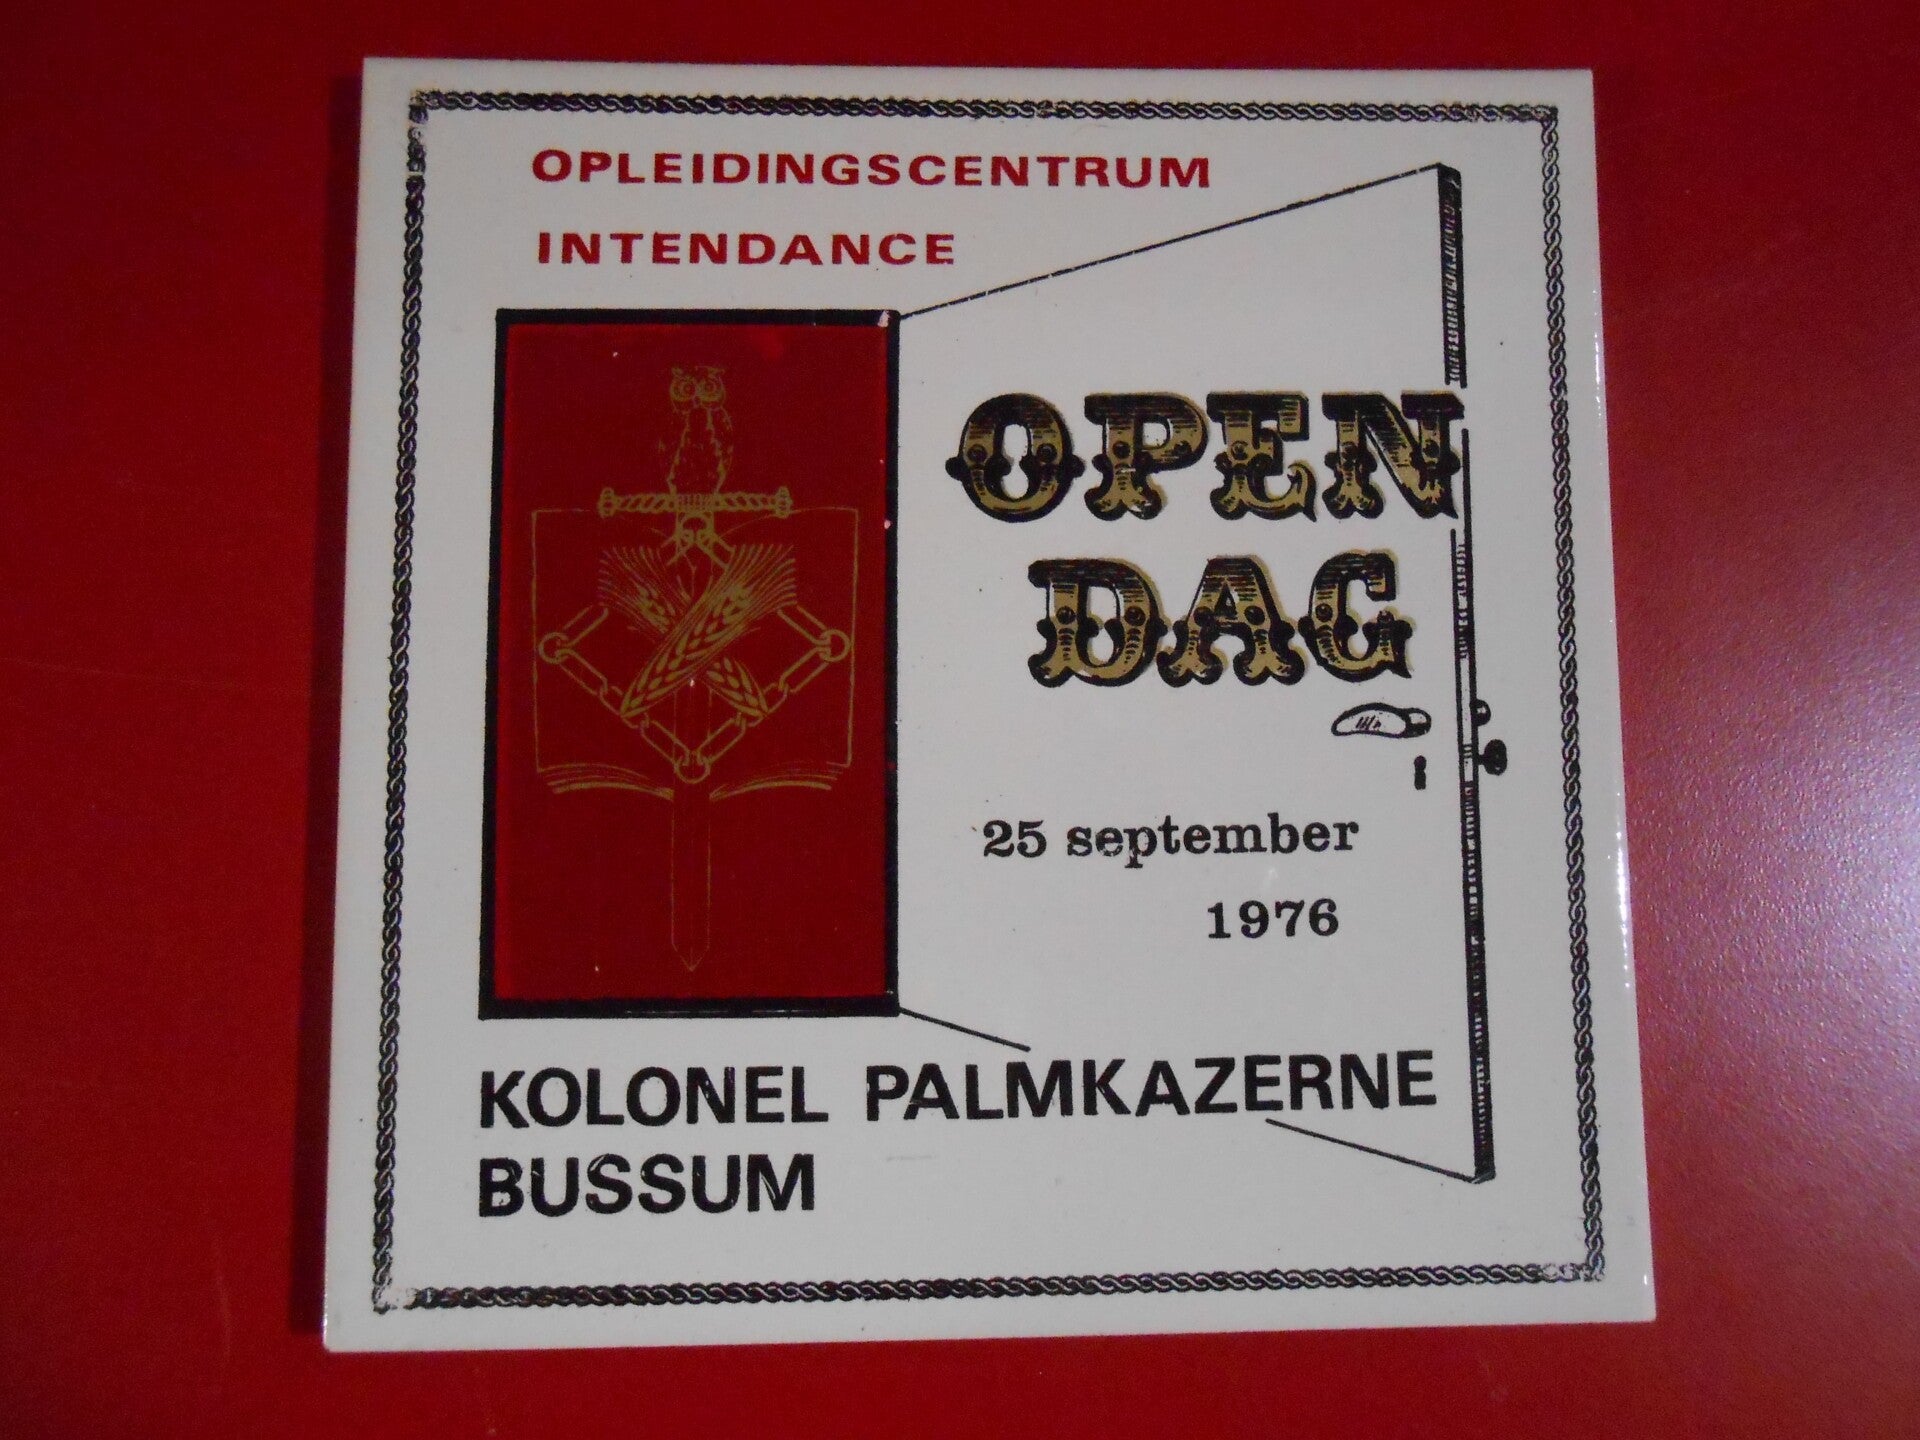 OPLEIDINGSCENTRUM
INTENDANCE
OPEN
DAG
25 september
1976
KOLONEL PALMKAZERNE
BUSSUM